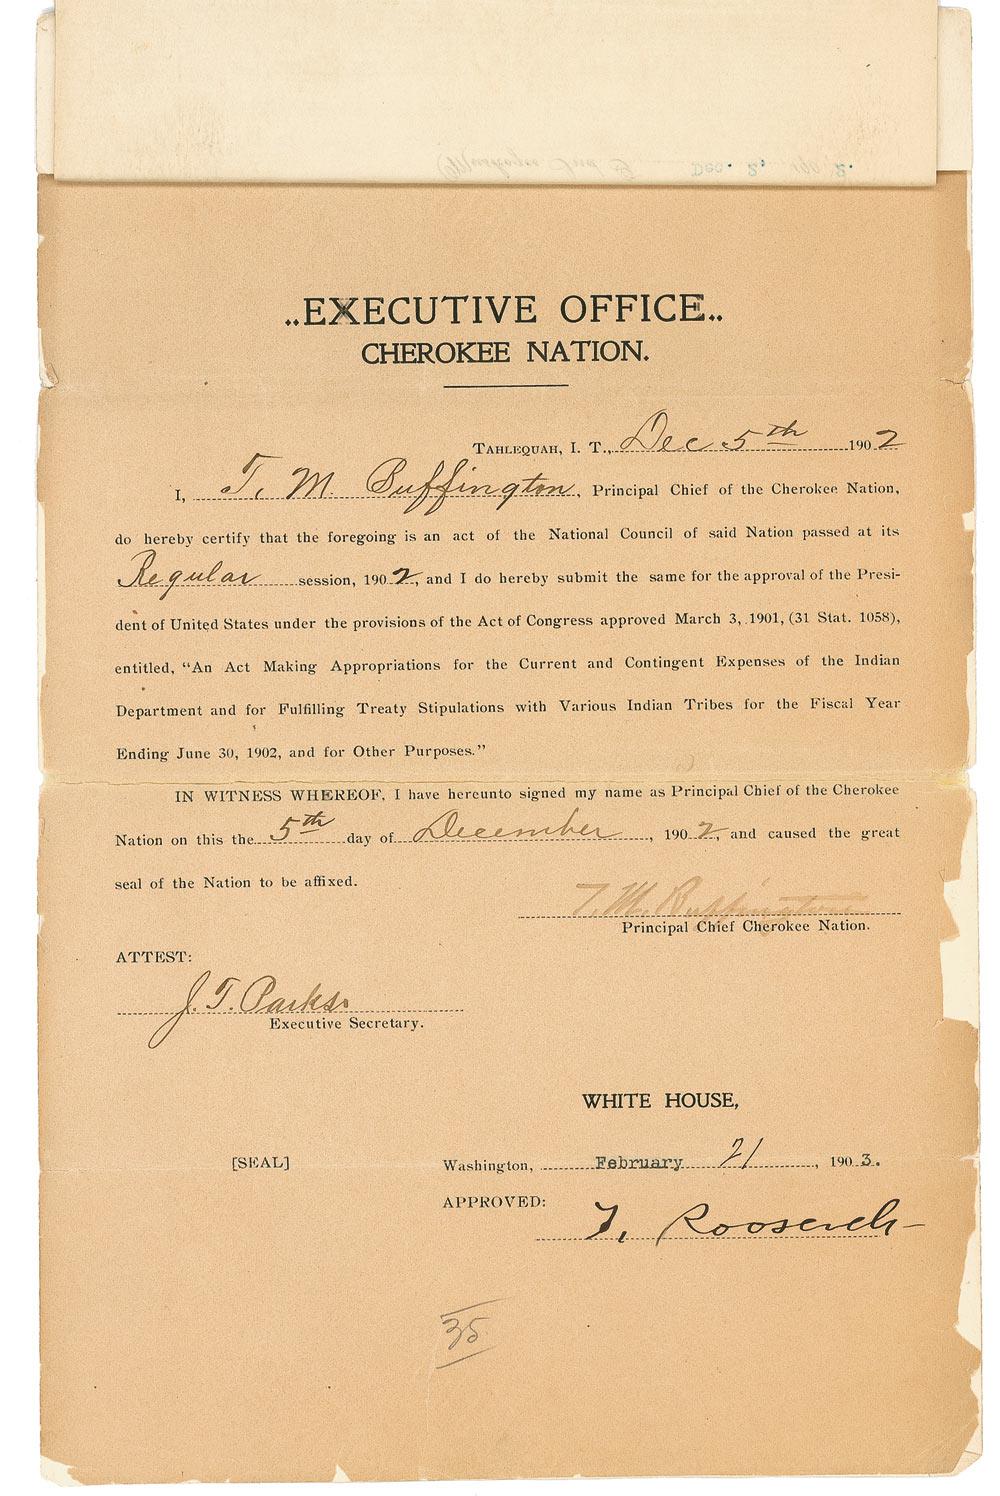 ..EXECUTIVE OFFICE..
CHEROKEE NATION.
TAHLEQUAH, I. T., Dec 5th 1902
I, T. M. Buffington, Principal Chief of the Cherokee Nation,
do hereby certify that the foregoing is an act of the National Council of said Nation passed at its
Regular session, 1902, and I do hereby submit the same for the approval of the Presi-
dent of United States under the provisions of the Act of Congress approved March 3, 1901, (31 Stat. 1058),
entitled, “An Act Making Appropriations for the Current and Contingent Expenses of the Indian
Department and for Fulfilling Treaty Stipulations with Various Indian Tribes for the Fiscal Year
Ending June 30, 1902, and for Other Purposes.”
IN WITNESS WHEREOF, I have hereunto signed my name as Principal Chief of the Cherokee
Nation on this the 5th day of December, 1902, and caused the great
seal of the Nation to be affixed.
T. M. Buffington
Principal Chief Cherokee Nation.
ATTEST:
J. T. Parks
Executive Secretary.
WHITE HOUSE,
[SEAL] Washington, February 21, 1903.
APPROVED: T. Roosevelt
35